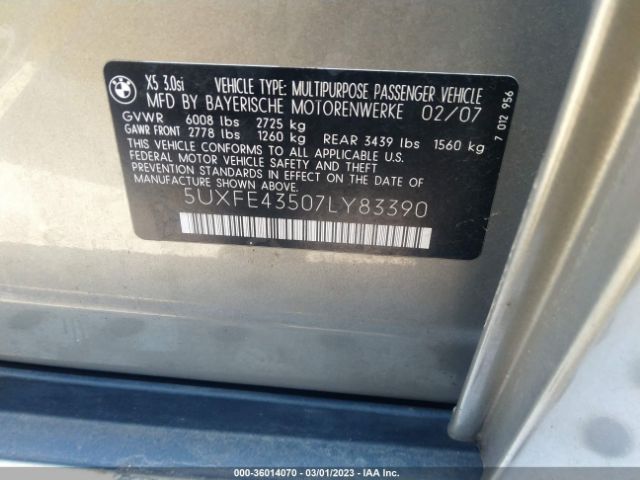 BMW
X5 3.0si VEHICLE TYPE: MULTIPURPOSE PASSENGER VEHICLE
MFD BY BAYERISCHE MOTORENWERKE 02/07
GVWR 6008 lbs 2725 kg
GAWR FRONT 2778 lbs 1260 kg REAR 3439 lbs 1560 kg
THIS VEHICLE CONFORMS TO ALL APPLICABLE U.S.
FEDERAL MOTOR VEHICLE SAFETY AND THEFT
PREVENTION STANDARDS IN EFFECT ON THE DATE OF
MANUFACTURE SHOWN ABOVE.
5UXFE43507LY83390
7 012 956
000-36014070 - 03/01/2023 - IAA Inc.